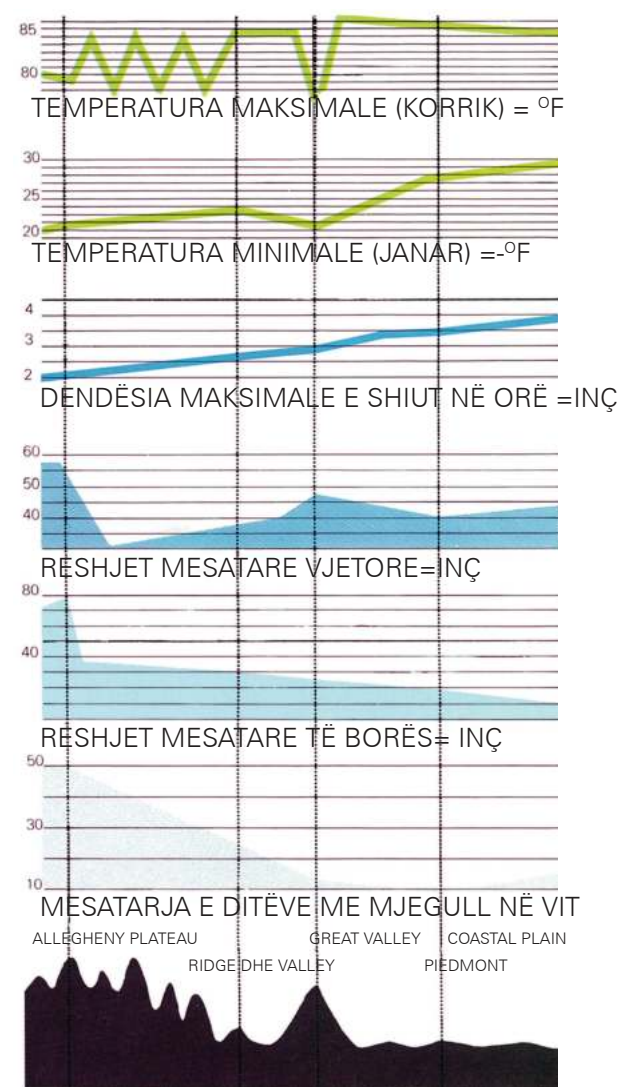 85
80
TEMPERATURA MAKSIMALE (KORRIK) = ºF
30
25
20
TEMPERATURA MINIMALE (JANAR) =-ºF
4
3
2
DENDËSIA MAKSIMALE E SHIUT NË ORË =INÇ
60
50
40
RESHJET MESATARE VJETORE=INÇ
80
40
RESHJET MESATARE TË BORËS= INÇ
50
30
10
MESATARJA E DITËVE ME MJEGULL NË VIT
ALLEGHENY PLATEAU GREAT VALLEY COASTAL PLAIN
RIDGE DHE VALLEY PIEDMONT